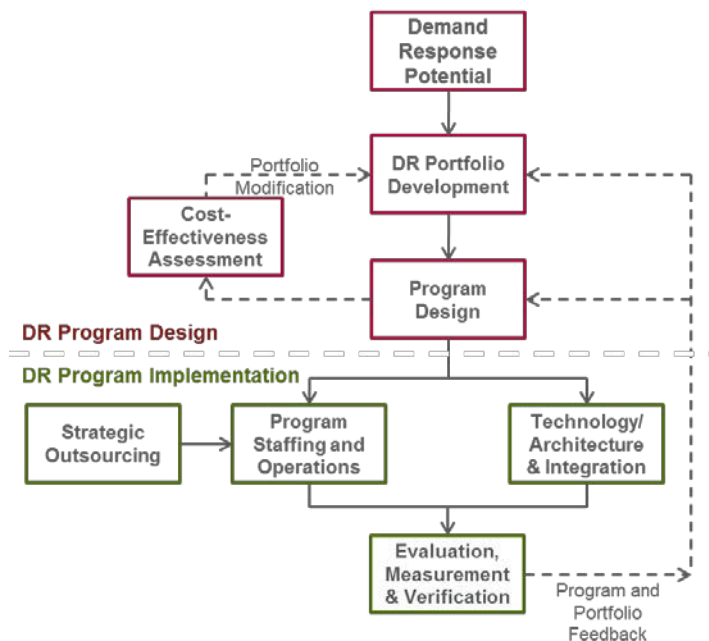 Demand
Response
Potential
Portfolio
Modification
DR Portfolio
Development
Cost-
Effectiveness
Assessment
Program
Design
DR Program Design
DR Program Implementation
Strategic
Outsourcing
Program
Staffing and
Operations
Technology/
Architecture
& Integration
Evaluation,
Measurement
& Verification
Program and
Portfolio
Feedback